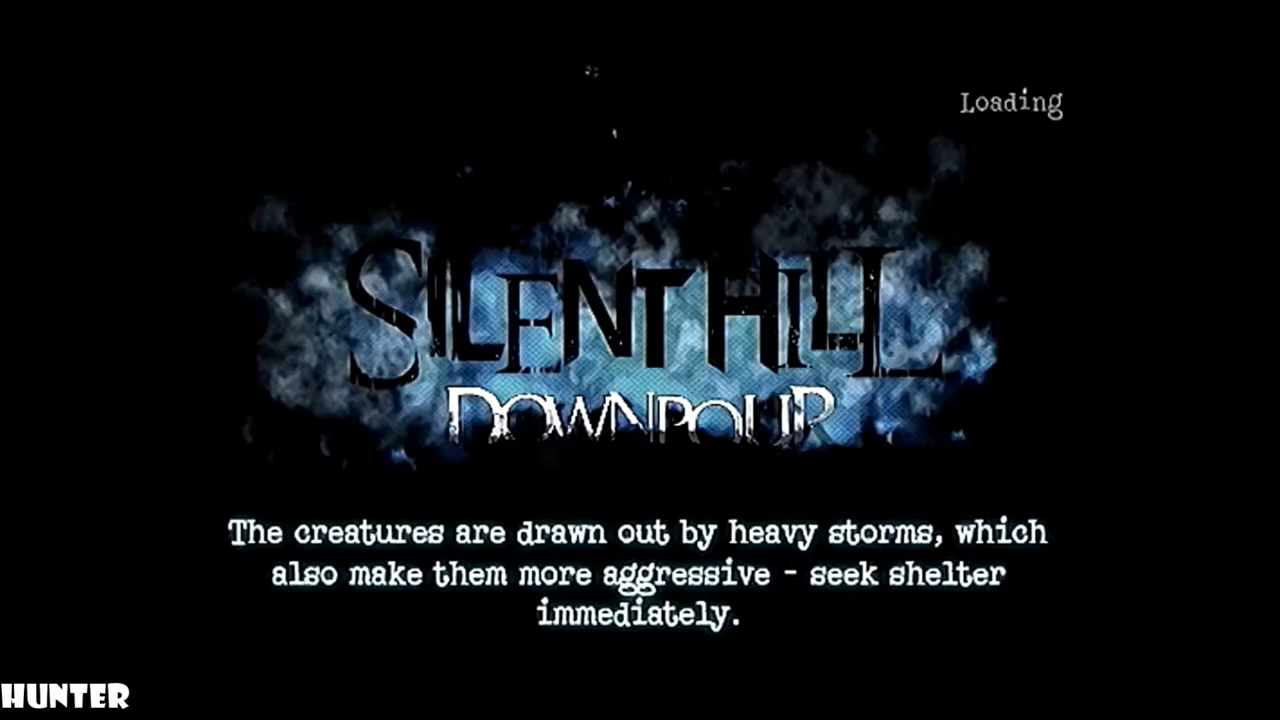 Loading
SILENT HILL
DOWNPOUR
The creatures are drawn out by heavy storms, which
also make them more aggressive - seek shelter
immediately.
HUNTER